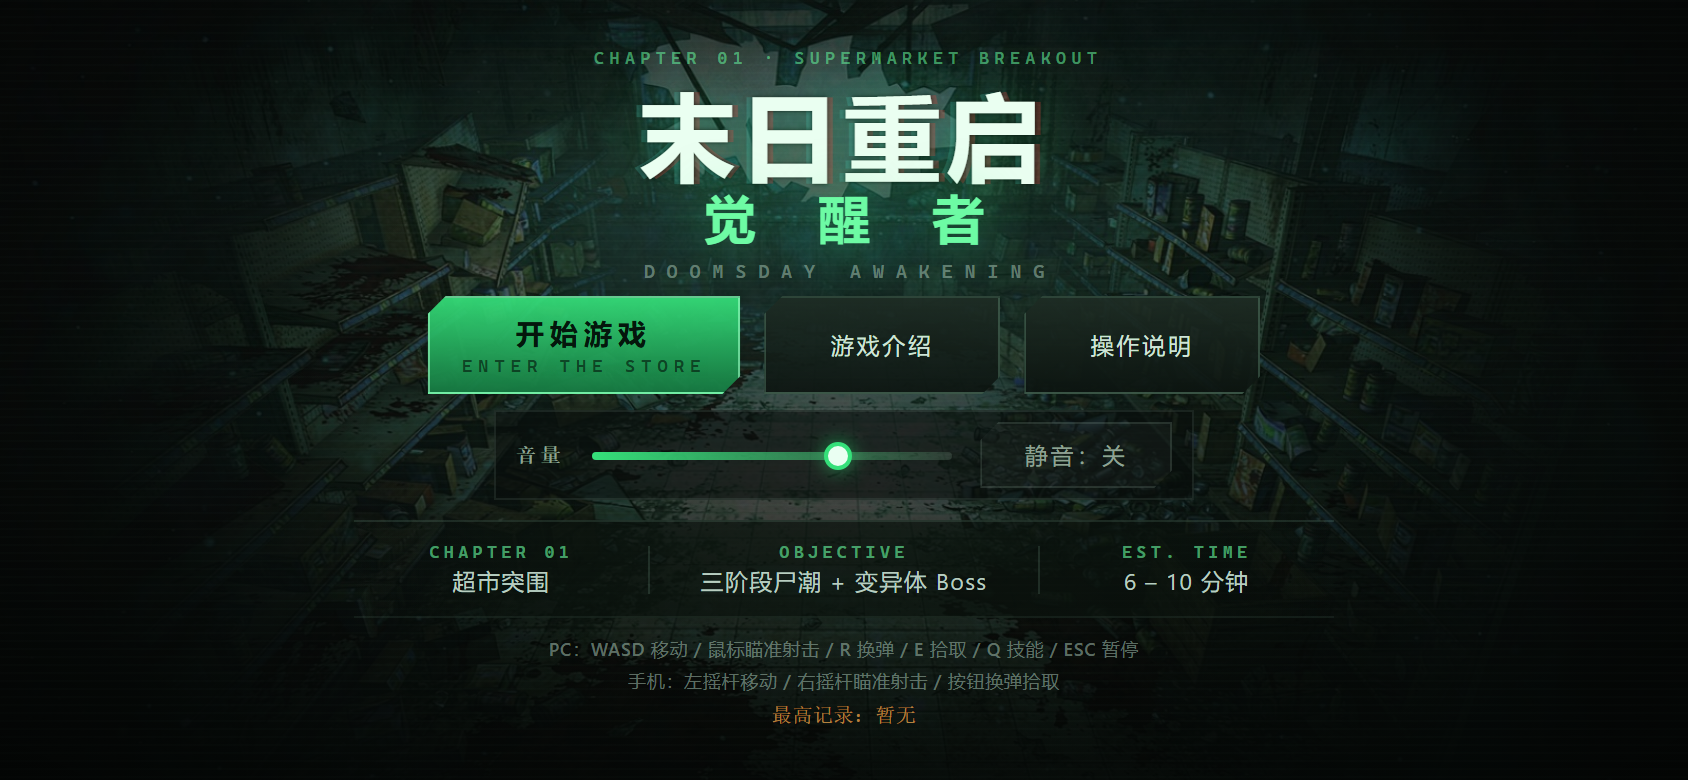 CHAPTER 01 · SUPERMARKET BREAKOUT
末日重启
觉醒者
DOOMSDAY AWAKENING
开始游戏
ENTER THE STORE
游戏介绍
操作说明
音量
静音：关
CHAPTER 01
超市突围
OBJECTIVE
三阶段尸潮 + 变异体 Boss
EST. TIME
6 – 10 分钟
PC：WASD 移动 / 鼠标瞄准射击 / R 换弹 / E 拾取 / Q 技能 / ESC 暂停
手机：左摇杆移动 / 右摇杆瞄准射击 / 按钮换弹拾取
最高记录：暂无